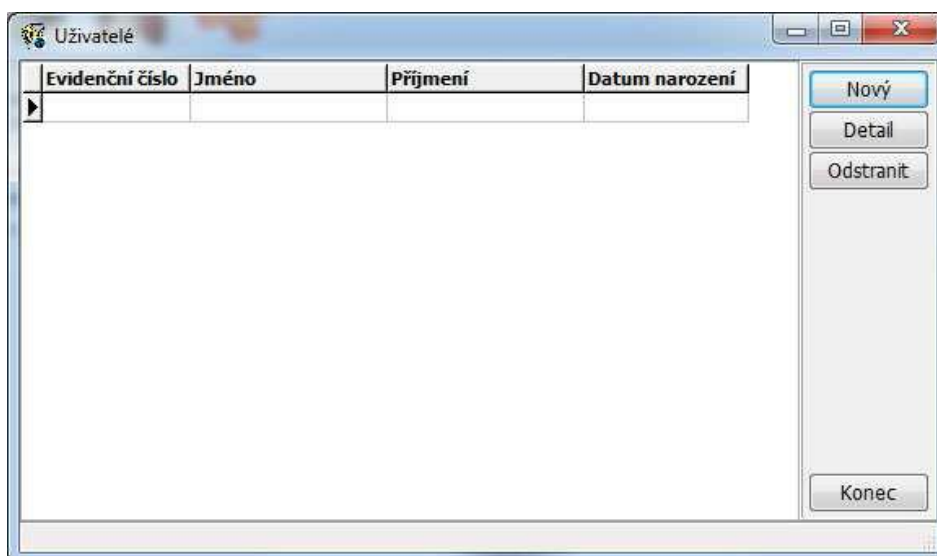 Uživatelé
Evidenční číslo Jméno Příjmení Datum narození
Nový
Detail
Odstranit
Konec